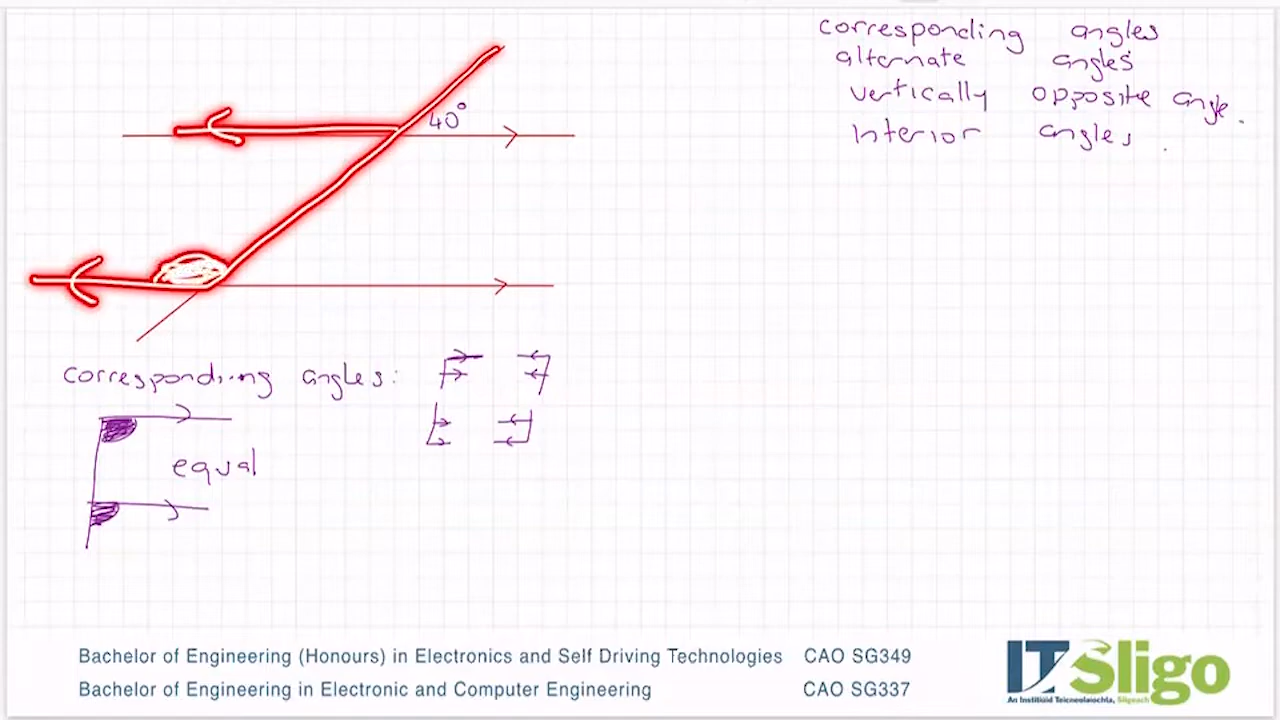 corresponding angles
alternate angles
vertically opposite angle.
Interior angles.
40°
corresponding angles:
equal
Bachelor of Engineering (Honours) in Electronics and Self Driving Technologies CAO SG349
Bachelor of Engineering in Electronic and Computer Engineering CAO SG337
IT Sligo
An Institiúid Teicneolaíochta, Sligeach